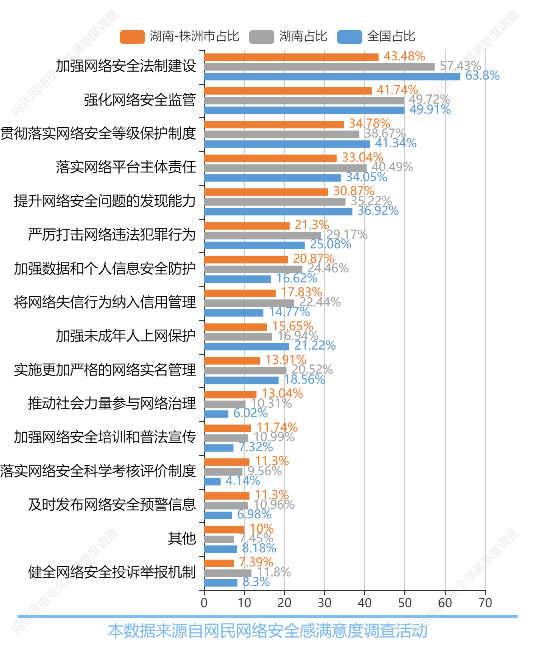 湖南-株洲市占比 湖南占比 全国占比
加强网络安全法制建设 43.48% 57.43% 63.8%
强化网络安全监管 41.74% 49.72% 49.91%
贯彻落实网络安全等级保护制度 34.78% 38.67% 41.34%
落实网络平台主体责任 33.04% 40.49% 34.05%
提升网络安全问题的发现能力 30.87% 35.22% 36.92%
严厉打击网络违法犯罪行为 21.3% 29.17% 25.08%
加强数据和个人信息安全防护 20.87% 24.46% 16.62%
将网络失信行为纳入信用管理 17.83% 22.44% 14.77%
加强未成年人上网保护 15.65% 16.94% 21.22%
实施更加严格的网络实名管理 13.91% 20.52% 18.56%
推动社会力量参与网络治理 13.04% 10.31% 6.02%
加强网络安全培训和普法宣传 11.74% 10.99% 7.32%
落实网络安全科学考核评价制度 11.3% 9.56% 4.14%
及时发布网络安全预警信息 11.3% 10.96% 6.98%
其他 10% 7.45% 8.18%
健全网络安全投诉举报机制 7.39% 11.8% 8.3%
0 10 20 30 40 50 60 70
本数据来源自网民网络安全感满意度调查活动